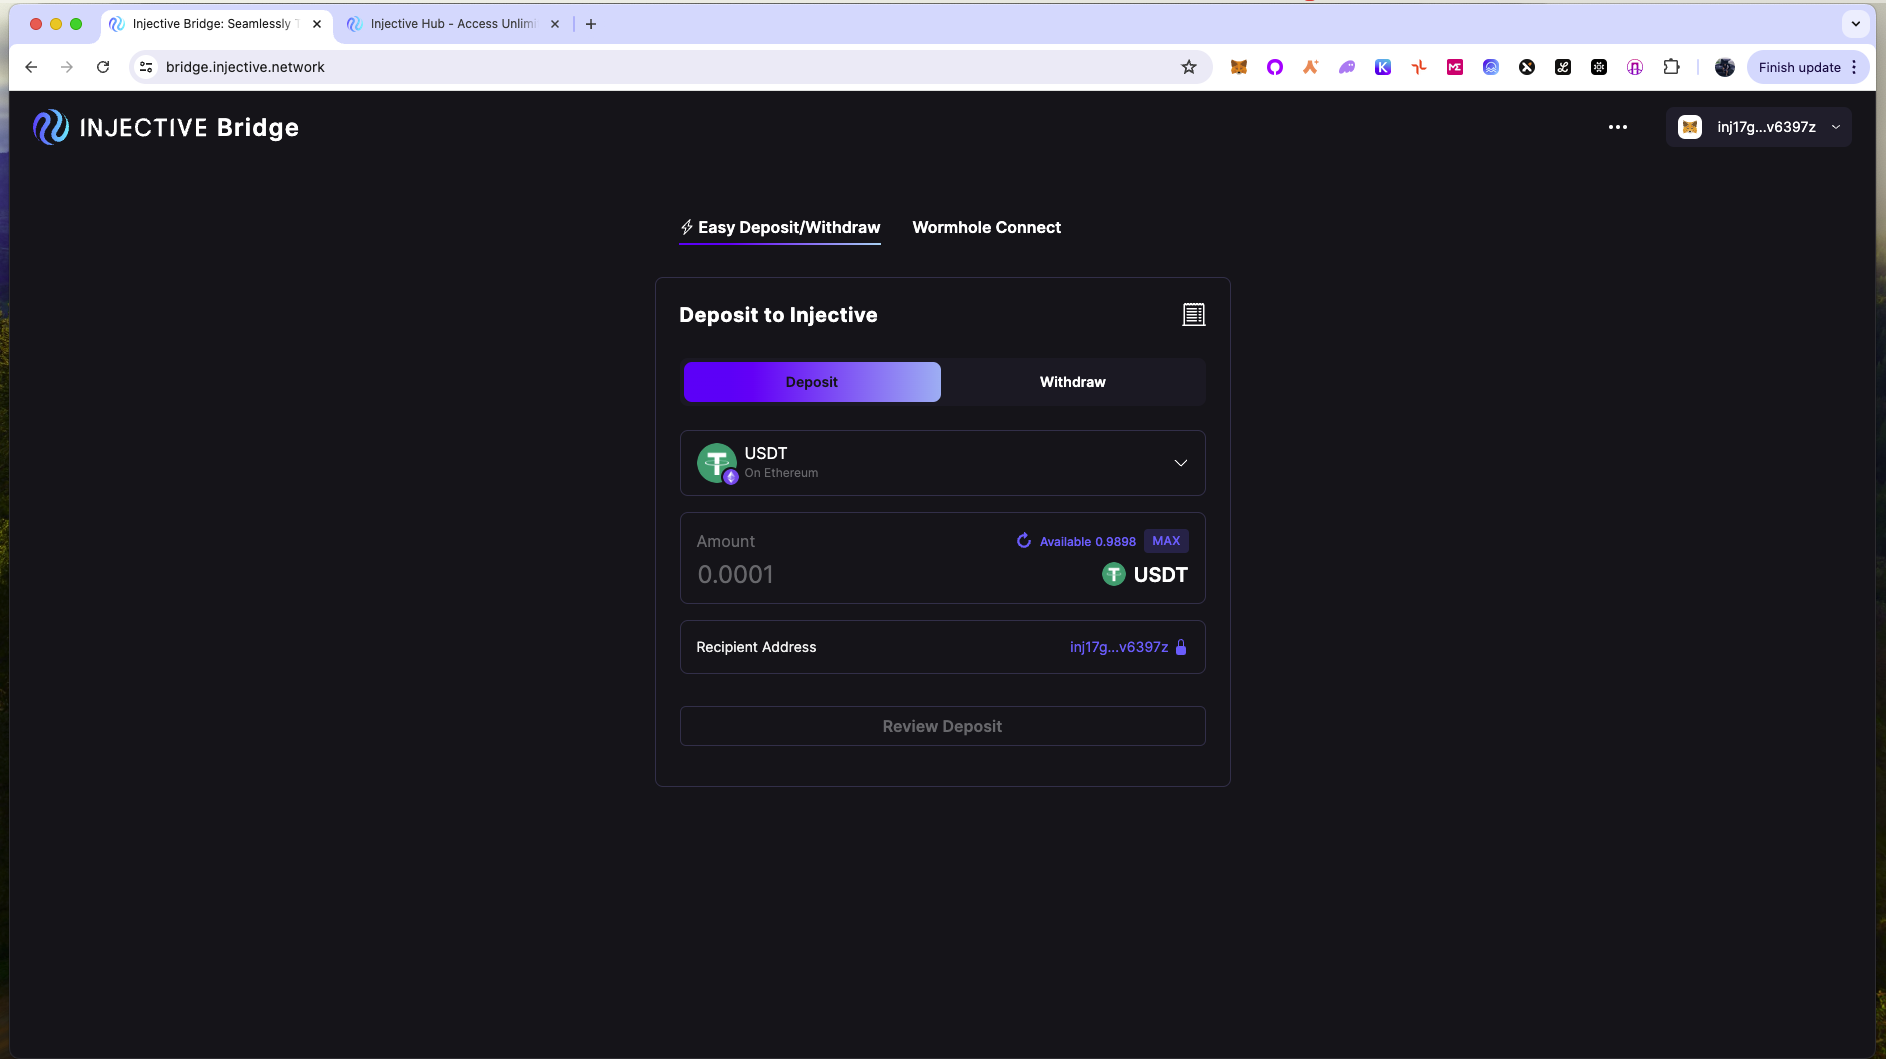 Injective Bridge: Seamlessly T
Injective Hub - Access Unlimi
bridge.injective.network
Finish update
INJECTIVE Bridge
inj17g...v6397z
Easy Deposit/Withdraw
Wormhole Connect
Deposit to Injective
Deposit
Withdraw
USDT
On Ethereum
Amount
Available 0.9898
MAX
0.0001
USDT
Recipient Address
inj17g...v6397z
Review Deposit